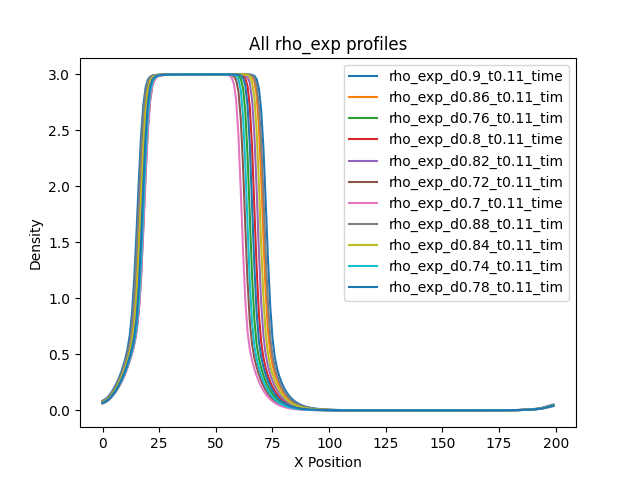 All rho_exp profiles
rho_exp_d0.9_t0.11_time
rho_exp_d0.86_t0.11_tim
rho_exp_d0.76_t0.11_tim
rho_exp_d0.8_t0.11_time
rho_exp_d0.82_t0.11_tim
rho_exp_d0.72_t0.11_tim
rho_exp_d0.7_t0.11_time
rho_exp_d0.88_t0.11_tim
rho_exp_d0.84_t0.11_tim
rho_exp_d0.74_t0.11_tim
rho_exp_d0.78_t0.11_tim
Density
3.0
2.5
2.0
1.5
1.0
0.5
0.0
0 25 50 75 100 125 150 175 200
X Position